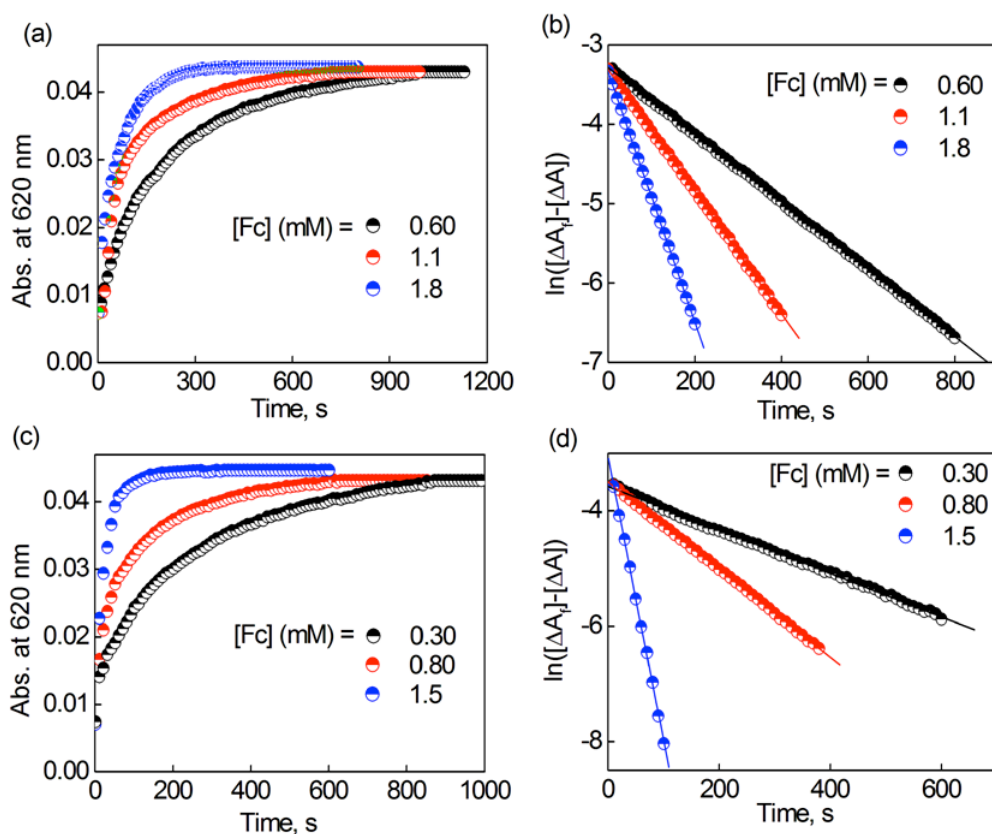 (a)
Abs. at 620 nm
0.04
0.03
0.02
0.01
0.00
[Fc] (mM) = 0.60
1.1
1.8
0 300 600 900 1200
Time, s
(b)
ln([ΔA_f]-[ΔA])
-3
-4
-5
-6
-7
[Fc] (mM) = 0.60
1.1
1.8
0 200 400 600 800
Time, s
(c)
Abs. at 620 nm
0.04
0.03
0.02
0.01
0.00
[Fc] (mM) = 0.30
0.80
1.5
0 200 400 600 800 1000
Time, s
(d)
ln([ΔA_f]-[ΔA])
-4
-6
-8
[Fc] (mM) = 0.30
0.80
1.5
0 200 400 600
Time, s